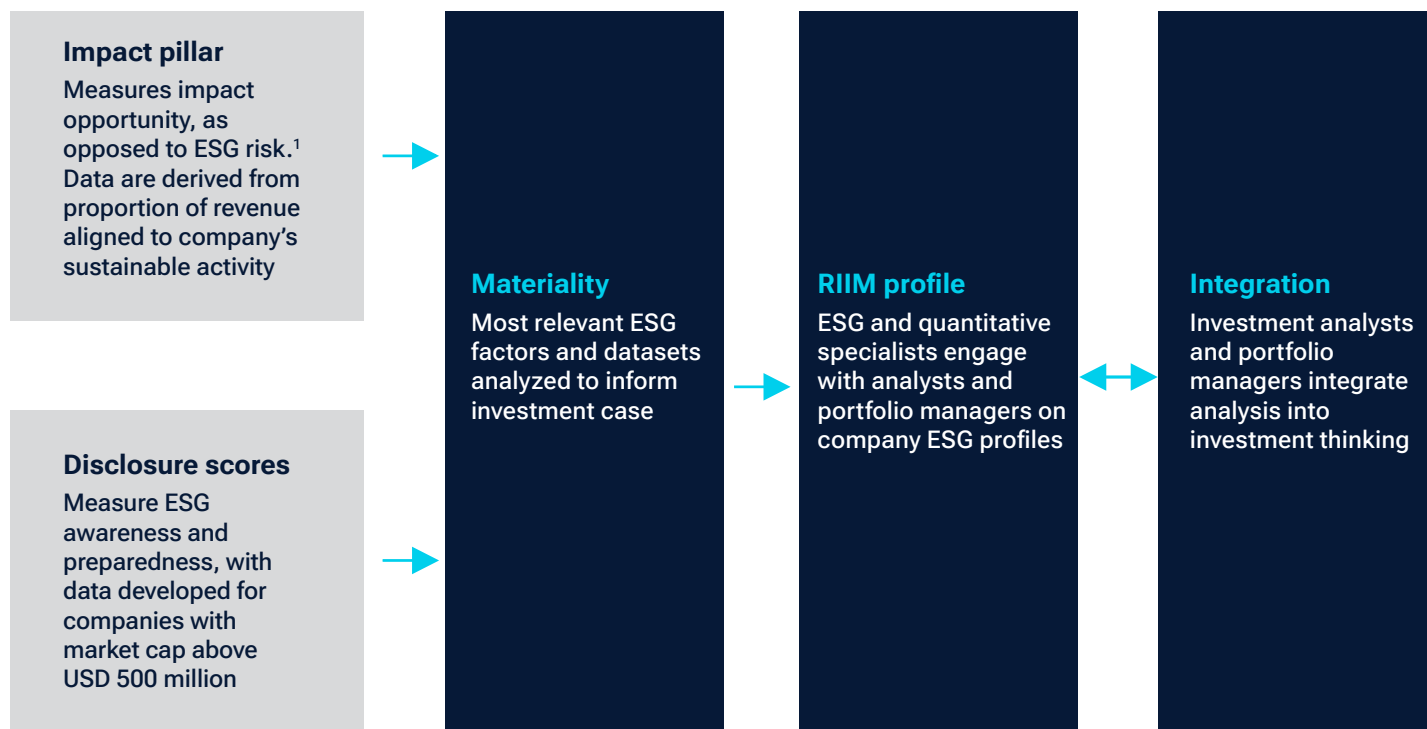 Impact pillar
Measures impact
opportunity, as
opposed to ESG risk.¹
Data are derived from
proportion of revenue
aligned to company’s
sustainable activity
Disclosure scores
Measure ESG
awareness and
preparedness, with
data developed for
companies with
market cap above
USD 500 million
Materiality
Most relevant ESG
factors and datasets
analyzed to inform
investment case
RIIM profile
ESG and quantitative
specialists engage
with analysts and
portfolio managers on
company ESG profiles
Integration
Investment analysts
and portfolio
managers integrate
analysis into
investment thinking